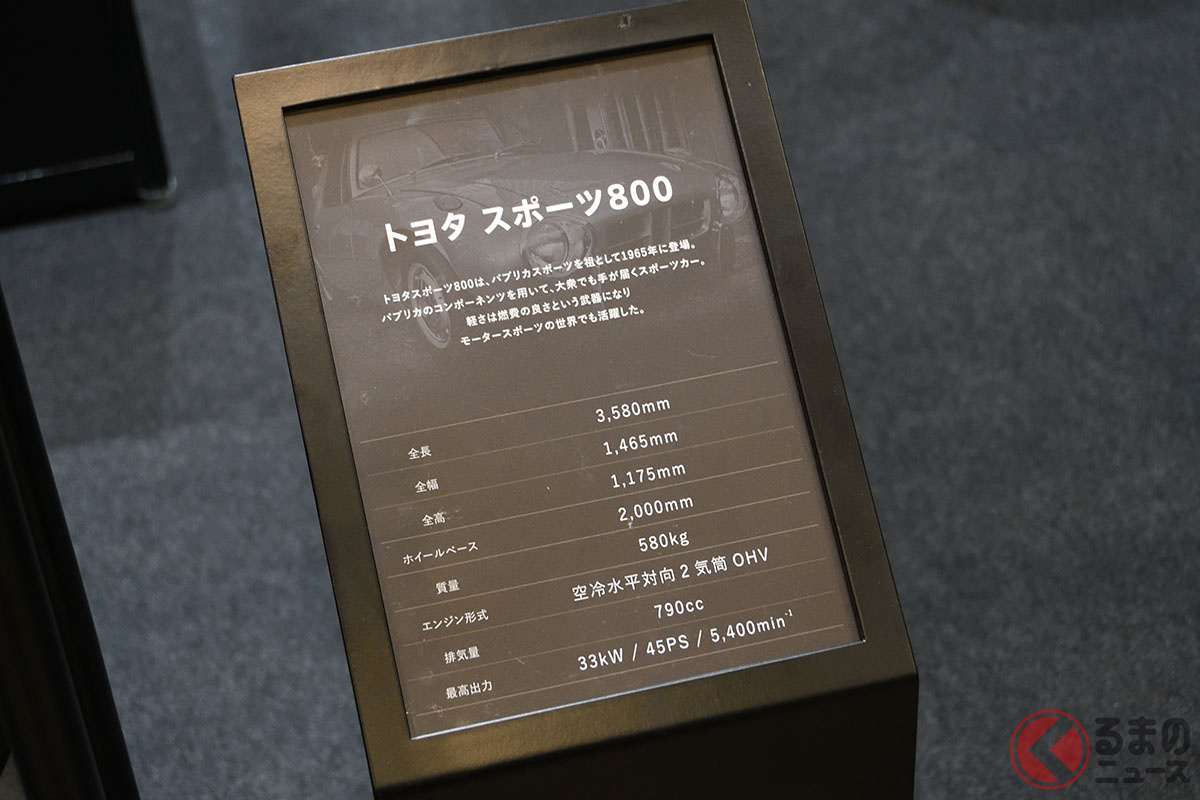 トヨタ スポーツ800
トヨタスポーツ800は、パブリカスポーツを祖として1965年に登場。
パブリカのコンポーネンツを用いて、大衆でも手が届くスポーツカー。
軽さは燃費の良さという武器になり
モータースポーツの世界でも活躍した。
全長 3,580mm
全幅 1,465mm
全高 1,175mm
ホイールベース 2,000mm
質量 580kg
エンジン形式 空冷水平対向2気筒 OHV
排気量 790cc
最高出力 33kW / 45PS / 5,400min⁻¹
くるまの
ニュース